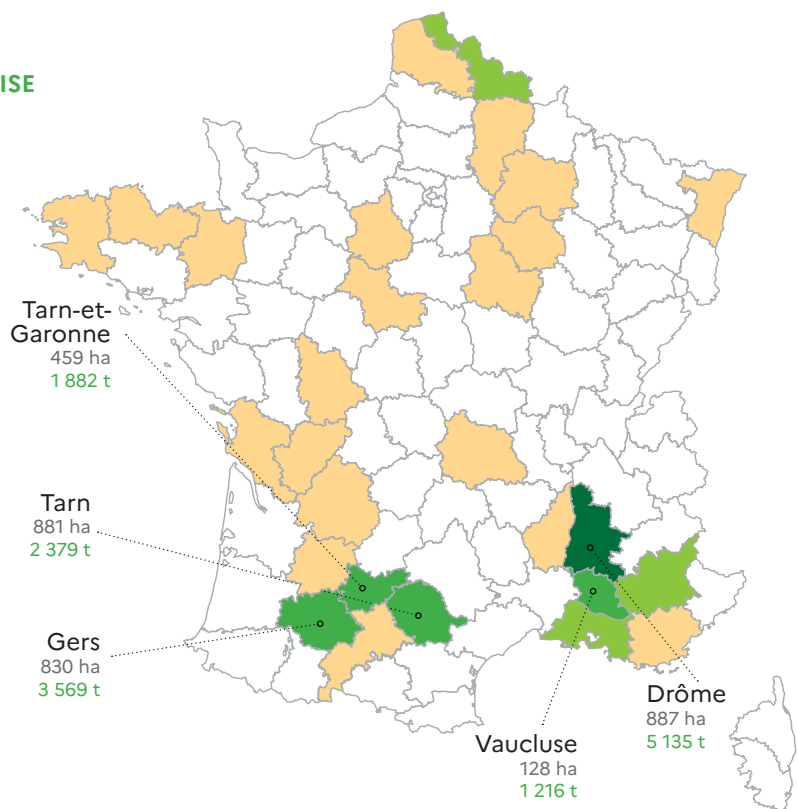 ISE
Tarn-et-
Garonne
459 ha
1 882 t
Tarn
881 ha
2 379 t
Gers
830 ha
3 569 t
Vaucluse
128 ha
1 216 t
Drôme
887 ha
5 135 t